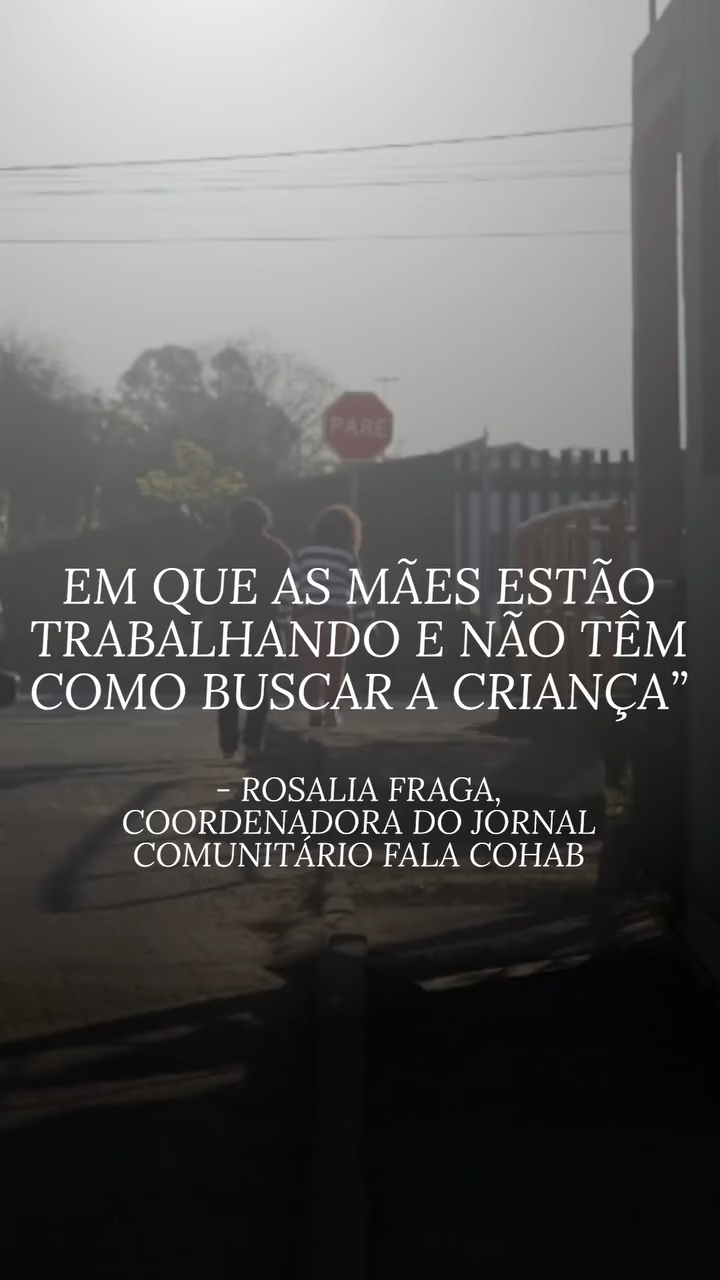 PARE
EM QUE AS MÃES ESTÃO
TRABALHANDO E NÃO TÊM
COMO BUSCAR A CRIANÇA”
- ROSALIA FRAGA,
COORDENADORA DO JORNAL
COMUNITÁRIO FALA COHAB